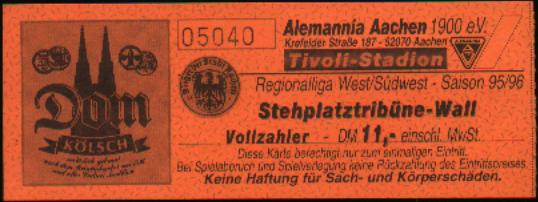 05040
Alemannia Aachen 1900 e.V.
Krefelder Straße 187 - 52070 Aachen
Tivoli-Stadion
Regionalliga West/Südwest - Saison 95/96
Stehplatztribüne-Wall
Vollzahler - DM 11,- einschl. MwSt.
Diese Karte berechtigt nur zum einmaligen Eintritt.
Bei Spielabbruch und Spielverlegung keine Rückzahlung des Eintrittspreises.
Keine Haftung für Sach- und Körperschäden.
Dom
KÖLSCH